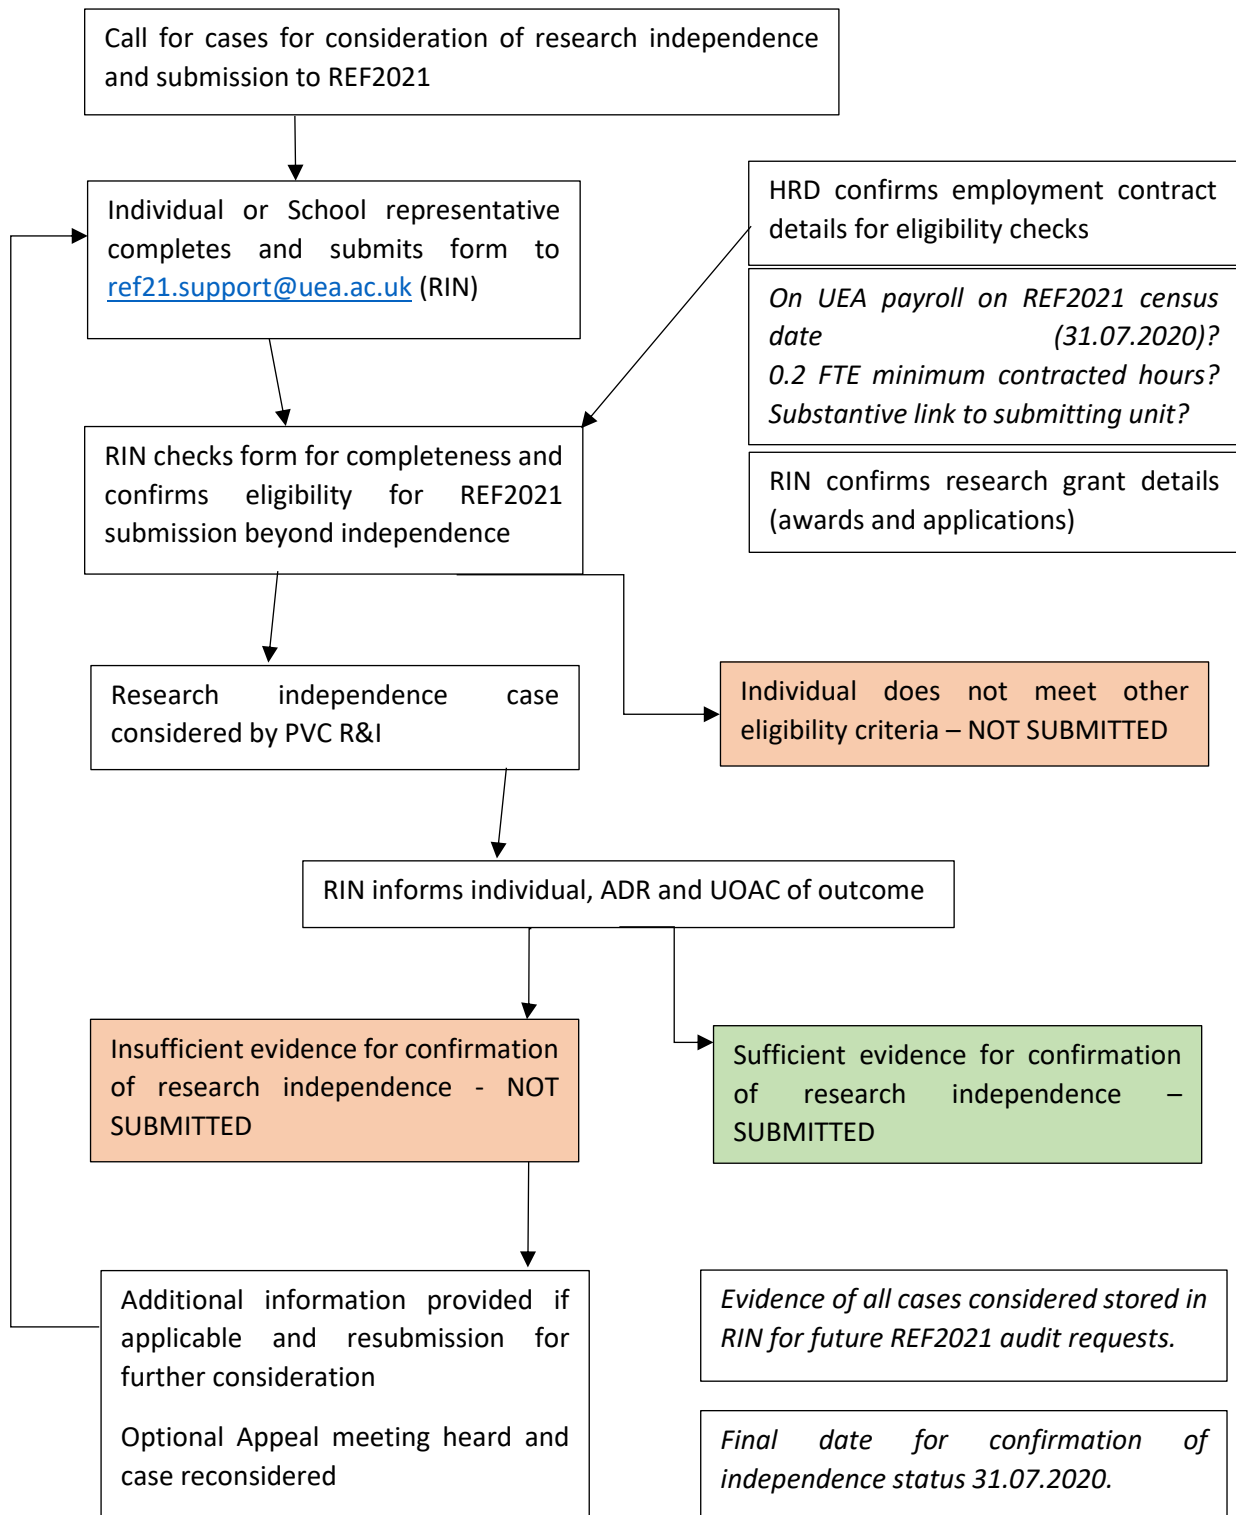 Call for cases for consideration of research independence
and submission to REF2021
Individual or School representative
completes and submits form to
ref21.support@uea.ac.uk (RIN)
HRD confirms employment contract
details for eligibility checks
On UEA payroll on REF2021 census
date (31.07.2020)?
0.2 FTE minimum contracted hours?
Substantive link to submitting unit?
RIN confirms research grant details
(awards and applications)
RIN checks form for completeness and
confirms eligibility for REF2021
submission beyond independence
Research independence case
considered by PVC R&I
Individual does not meet other
eligibility criteria – NOT SUBMITTED
RIN informs individual, ADR and UOAC of outcome
Insufficient evidence for confirmation
of research independence - NOT
SUBMITTED
Sufficient evidence for confirmation
of research independence –
SUBMITTED
Additional information provided if
applicable and resubmission for
further consideration
Optional Appeal meeting heard and
case reconsidered
Evidence of all cases considered stored in
RIN for future REF2021 audit requests.
Final date for confirmation of
independence status 31.07.2020.